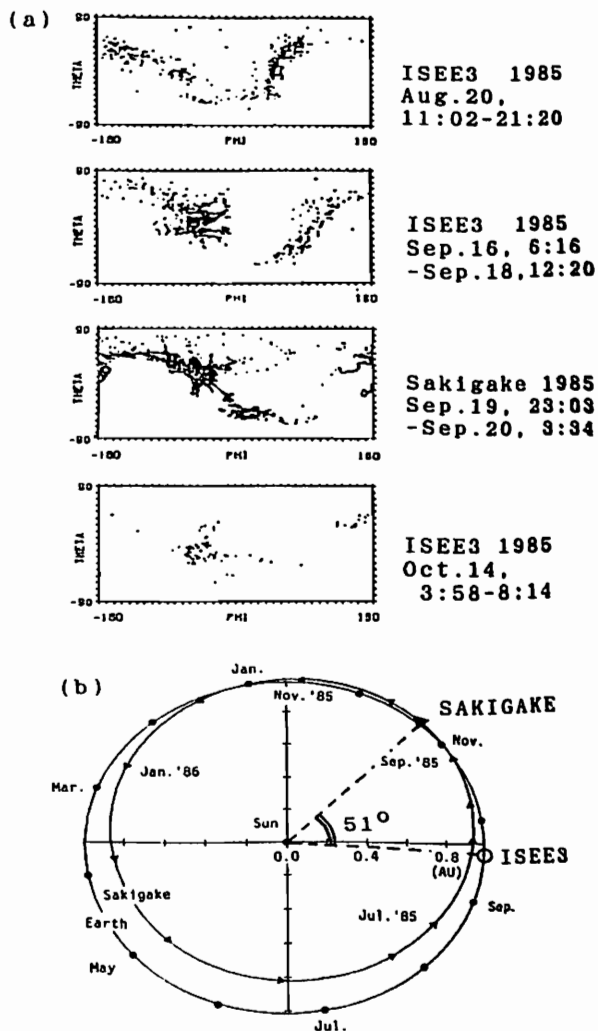 (a)
90
THETA
-90
-180 PHI 180
ISEE3 1985
Aug.20,
11:02-21:20
90
THETA
-90
-180 PHI 180
ISEE3 1985
Sep.16, 6:16
-Sep.18,12:20
90
THETA
-90
-180 PHI 180
Sakigake 1985
Sep.19, 23:03
-Sep.20, 3:34
90
THETA
-90
-180 PHI 180
ISEE3 1985
Oct.14,
3:58-8:14
(b)
Jan.
Nov.'85
SAKIGAKE
Nov.
Sep.'85
Jan.'86
Mar.
Sun
51°
0.0 0.4 0.8
(AU)
ISEE3
Sakigake
Jul.'85
Sep.
Earth
May
Jul.